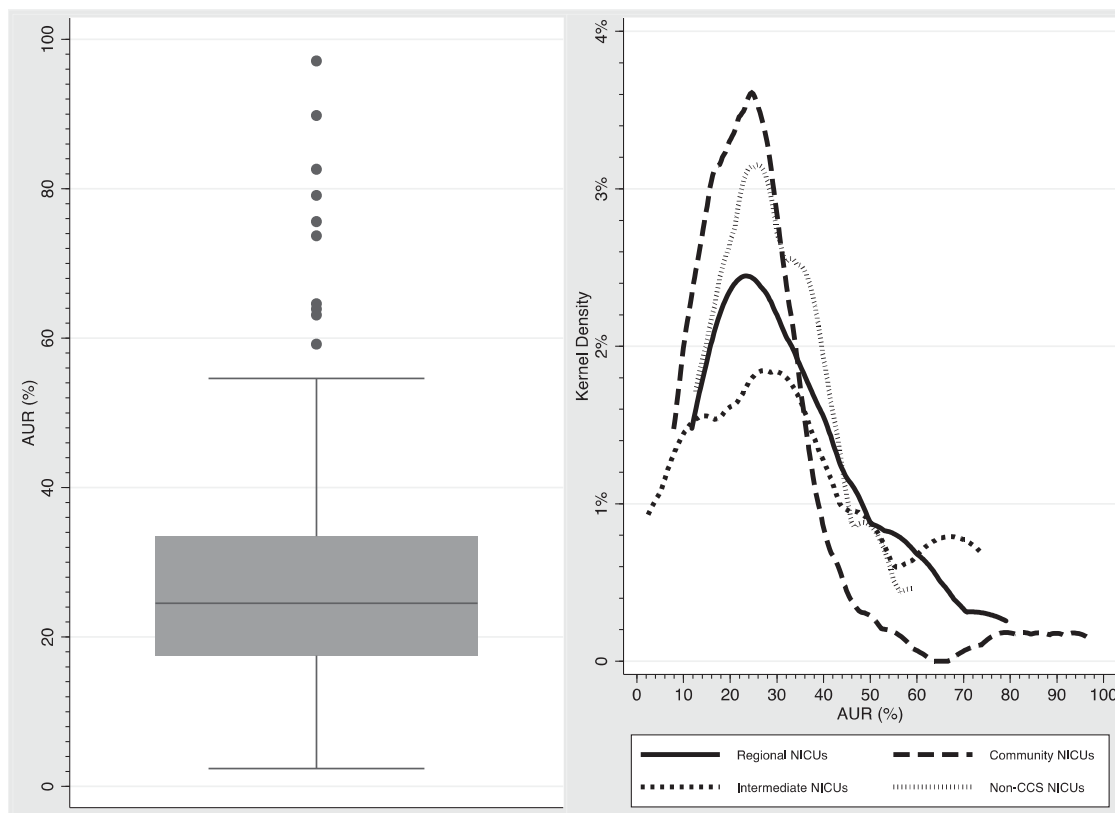 100
80
60
40
20
0
AUR (%)
4%
3%
2%
1%
0
Kernel Density
0 10 20 30 40 50 60 70 80 90 100
AUR (%)
Regional NICUs
Community NICUs
Intermediate NICUs
Non-CCS NICUs